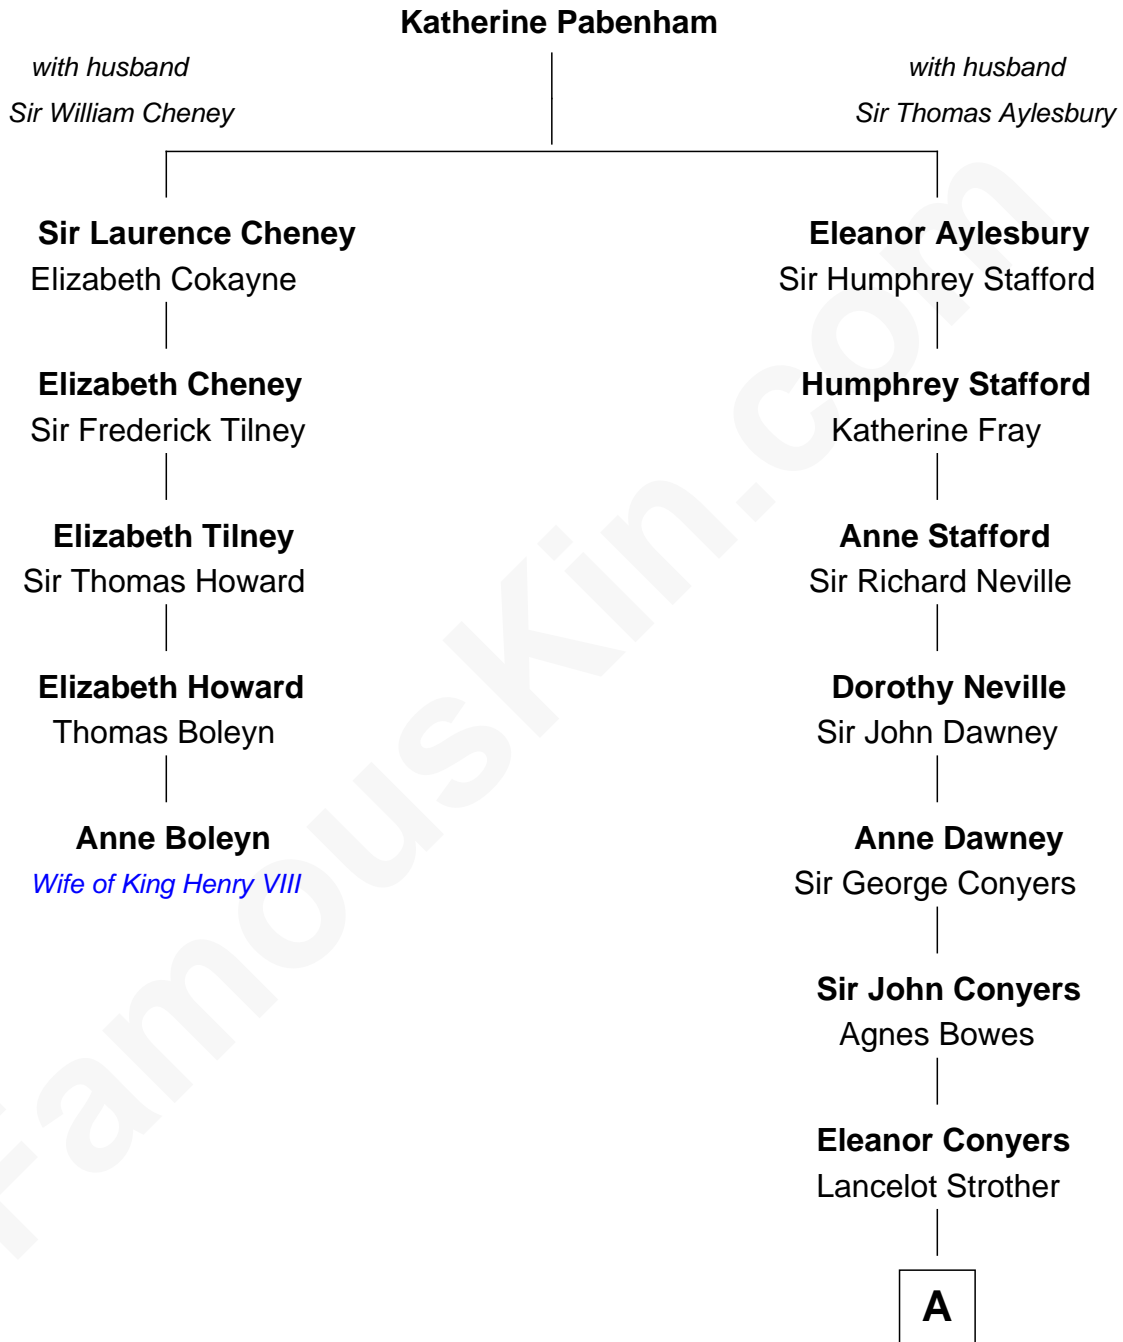 Katherine Pabenham
with husband
Sir William Cheney
with husband
Sir Thomas Aylesbury
Sir Laurence Cheney
Elizabeth Cokayne
Elizabeth Cheney
Sir Frederick Tilney
Elizabeth Tilney
Sir Thomas Howard
Elizabeth Howard
Thomas Boleyn
Anne Boleyn
Wife of King Henry VIII
Eleanor Aylesbury
Sir Humphrey Stafford
Humphrey Stafford
Katherine Fray
Anne Stafford
Sir Richard Neville
Dorothy Neville
Sir John Dawney
Anne Dawney
Sir George Conyers
Sir John Conyers
Agnes Bowes
Eleanor Conyers
Lancelot Strother
A
FamousKin.com